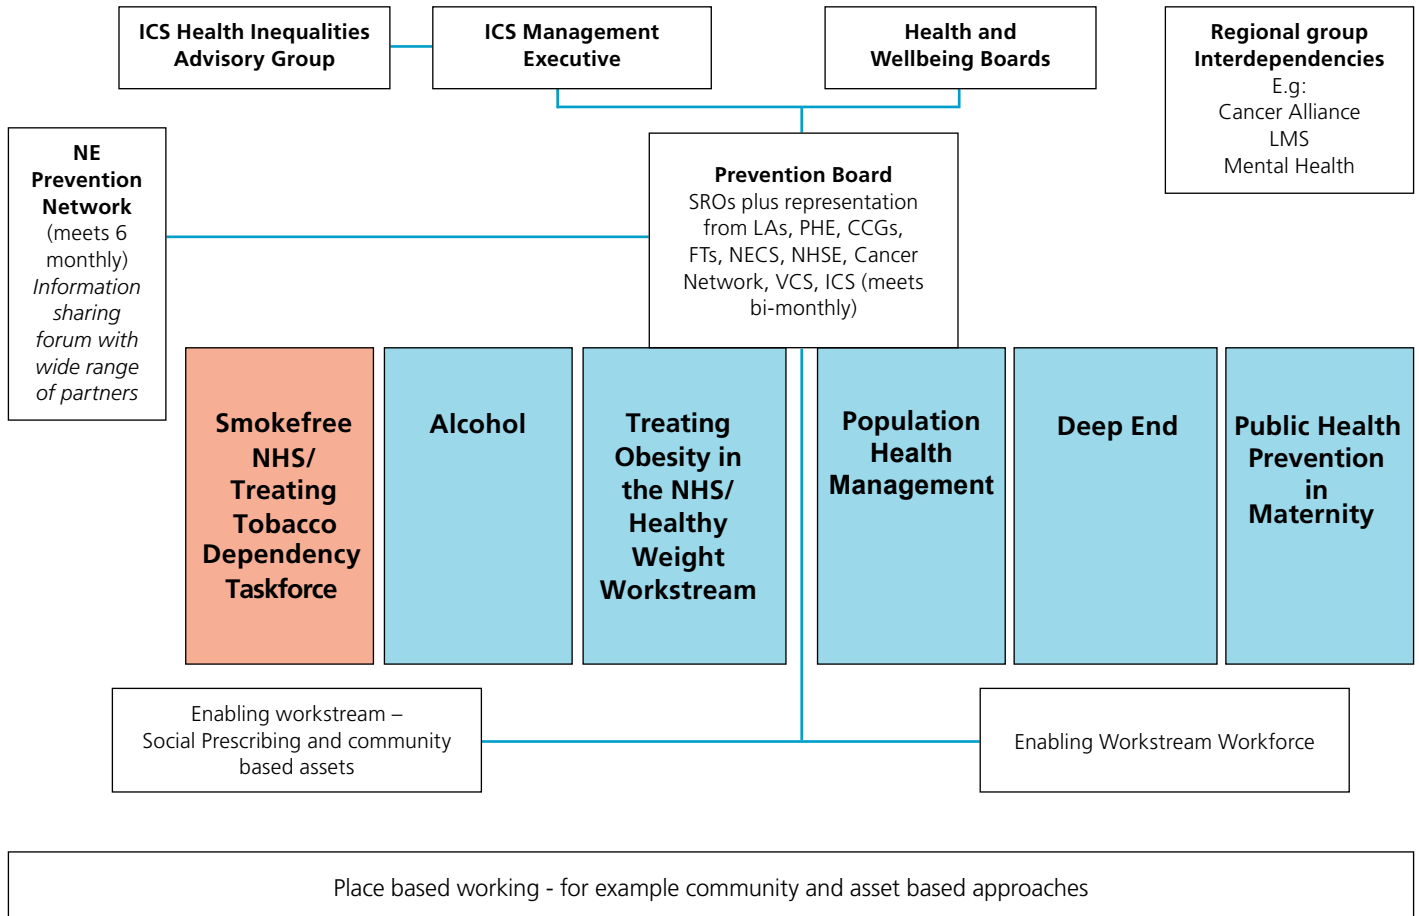 ICS Health Inequalities
Advisory Group
ICS Management
Executive
Health and
Wellbeing Boards
Regional group
Interdependencies
E.g:
Cancer Alliance
LMS
Mental Health
NE
Prevention
Network
(meets 6
monthly)
Information
sharing
forum with
wide range
of partners
Prevention Board
SROs plus representation
from LAs, PHE, CCGs,
FTs, NECS, NHSE, Cancer
Network, VCS, ICS (meets
bi-monthly)
Smokefree
NHS/
Treating
Tobacco
Dependency
Taskforce
Alcohol
Treating
Obesity in
the NHS/
Healthy
Weight
Workstream
Population
Health
Management
Deep End
Public Health
Prevention
in
Maternity
Enabling workstream –
Social Prescribing and community
based assets
Enabling Workstream Workforce
Place based working - for example community and asset based approaches